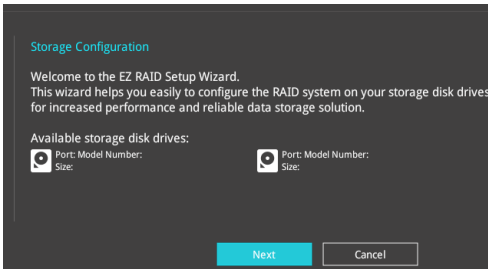 Storage Configuration
Welcome to the EZ RAID Setup Wizard.
This wizard helps you easily to configure the RAID system on your storage disk drives
for increased performance and reliable data storage solution.
Available storage disk drives:
Port: Model Number:
Size:
Port: Model Number:
Size:
Next
Cancel